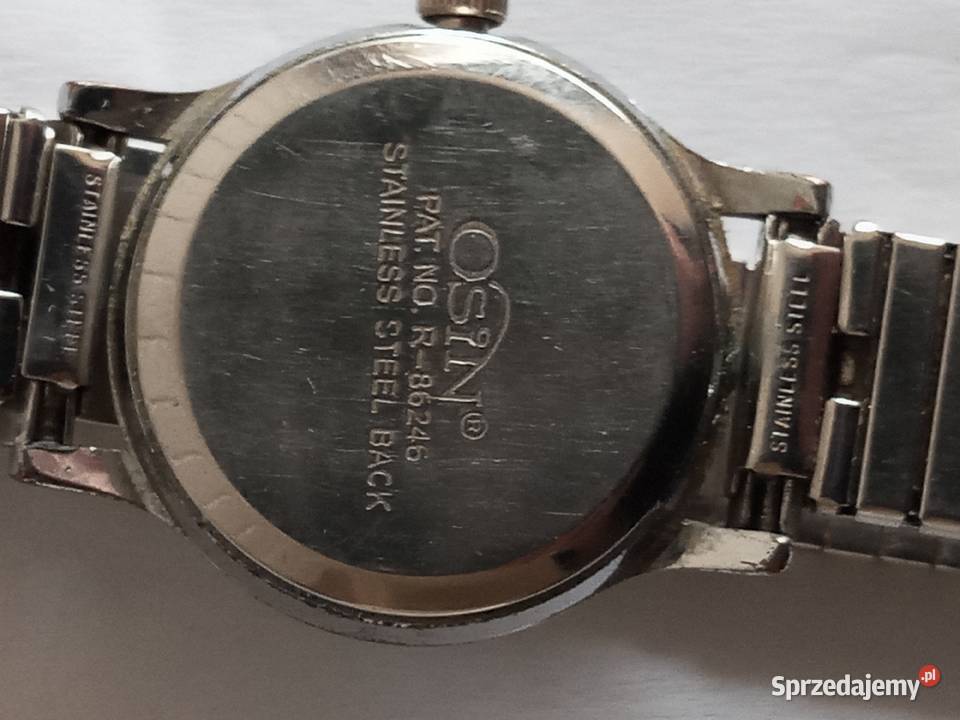 OSiN®
PAT. NO. R-86246
STAINLESS STEEL BACK
STAINLESS STEEL
STAINLESS STEEL
Sprzedajemy.pl